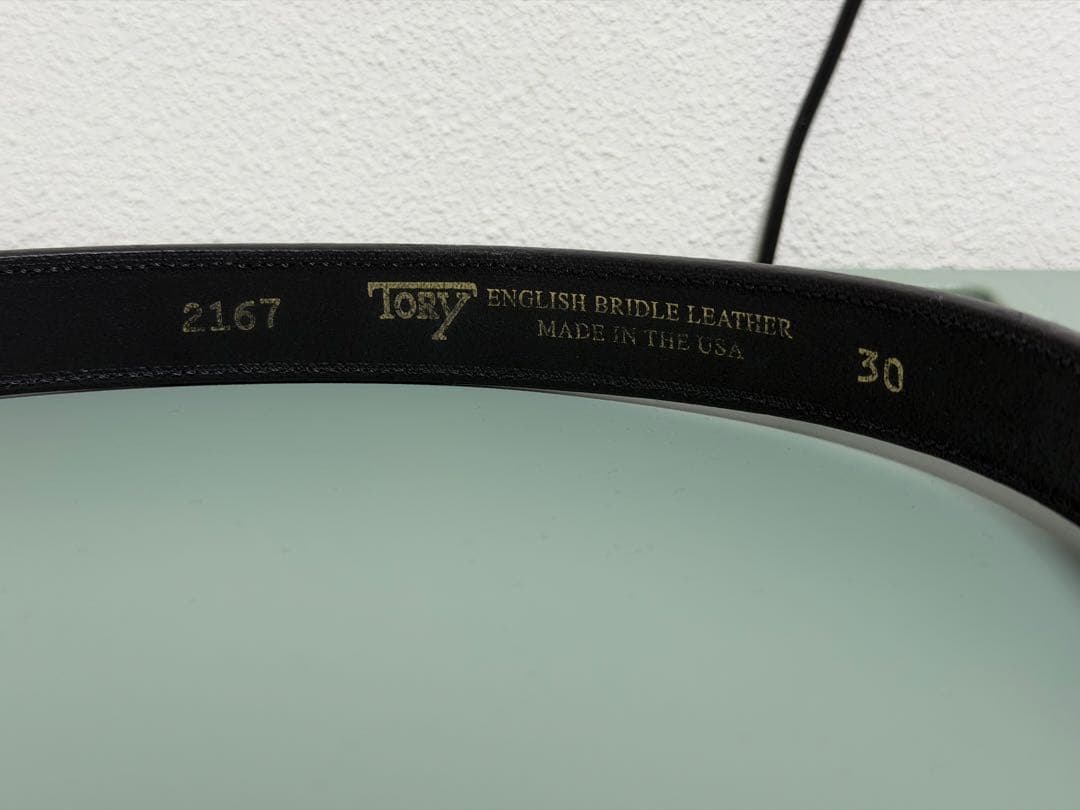 2167
TORY ENGLISH BRIDLE LEATHER
MADE IN THE USA
30